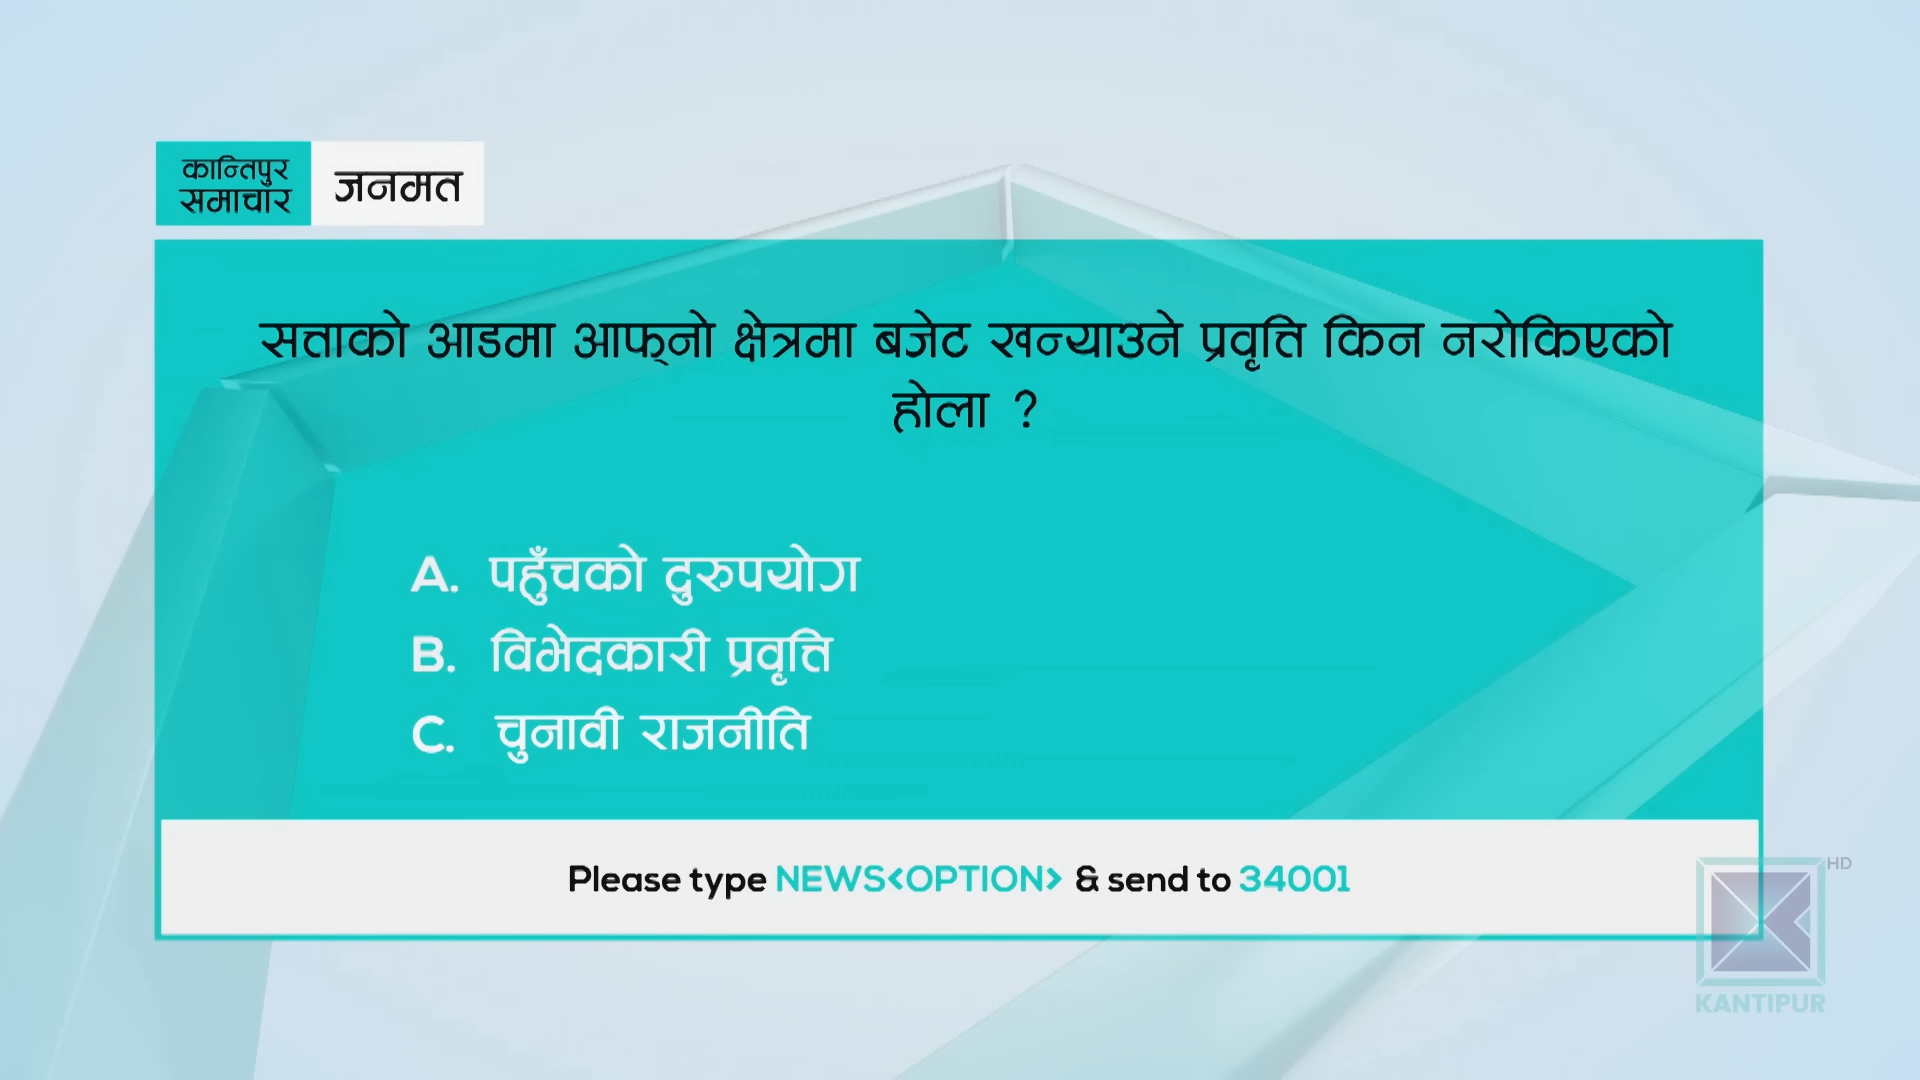 कान्तिपुर
समाचार
जनमत
सत्ताको आडमा आफ्नो क्षेत्रमा बजेट खन्याउने प्रवृत्ति किन नरोकिएको
होला ?
A. पहुँचको दुरुपयोग
B. विभेदकारी प्रवृत्ति
C. चुनावी राजनीति
Please type NEWS<OPTION> & send to 34001
HD
KANTIPUR